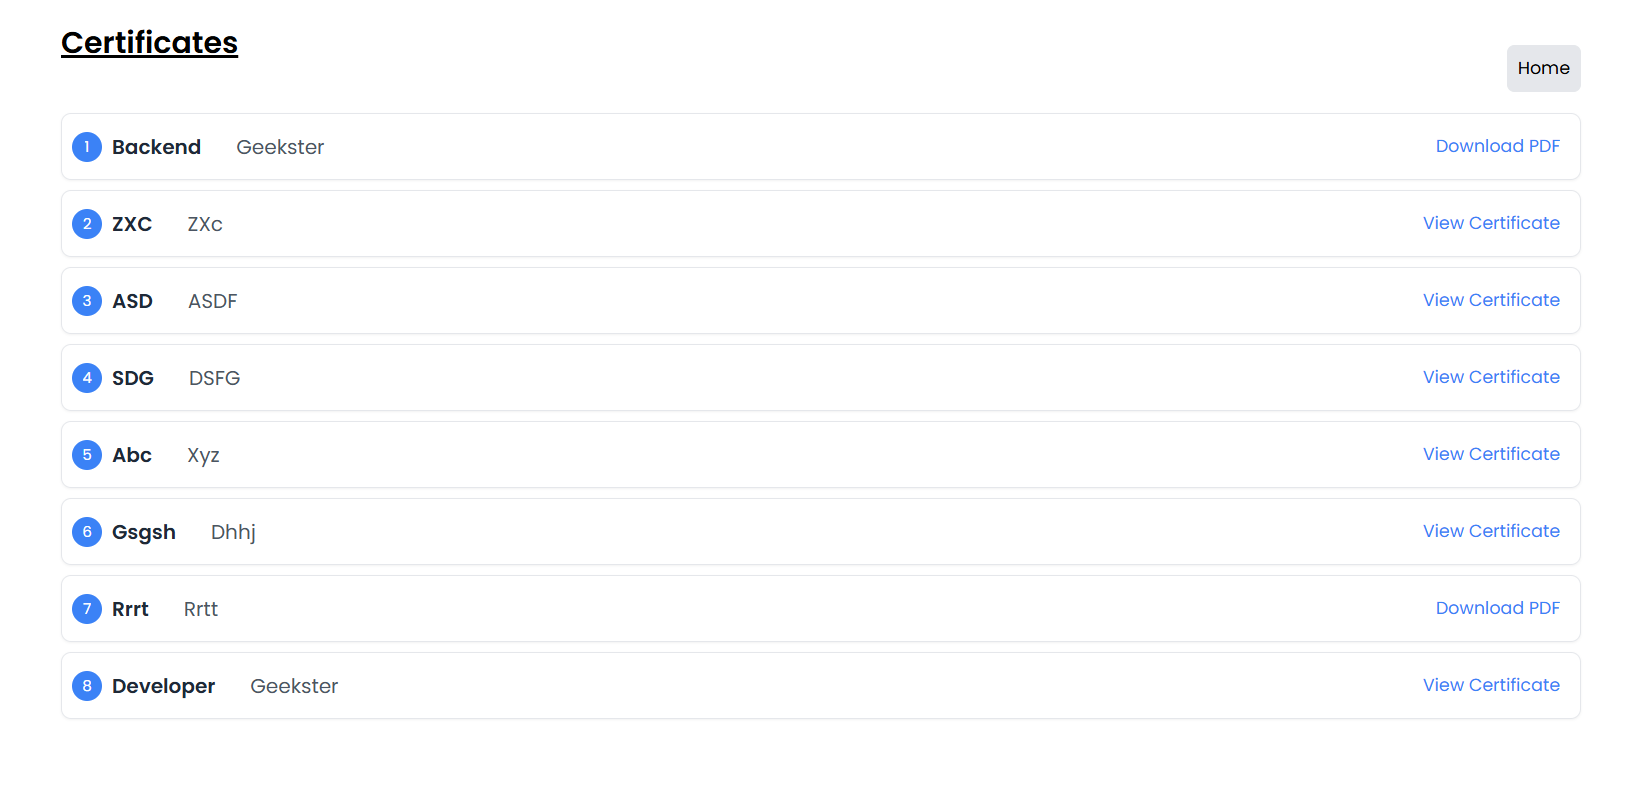 Certificates
Home
1 Backend Geekster Download PDF
2 ZXC ZXc View Certificate
3 ASD ASDF View Certificate
4 SDG DSFG View Certificate
5 Abc Xyz View Certificate
6 Gsgsh Dhhj View Certificate
7 Rrrt Rrtt Download PDF
8 Developer Geekster View Certificate